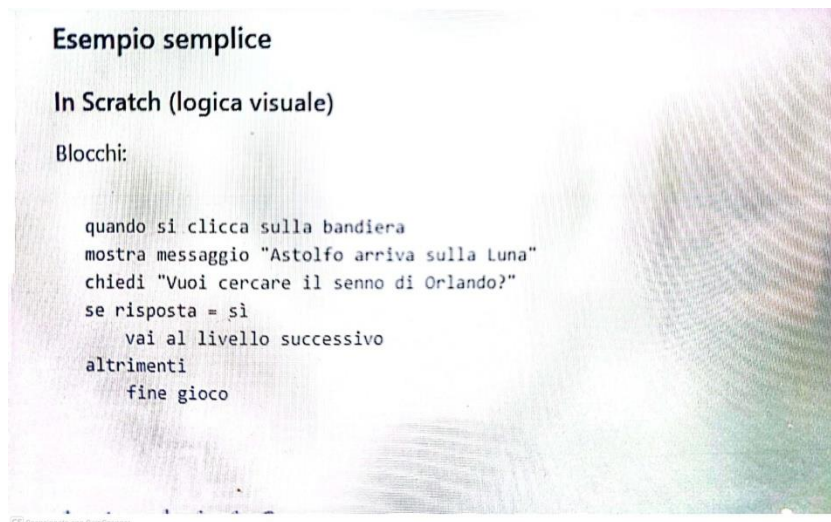 Esempio semplice
In Scratch (logica visuale)
Blocchi:
quando si clicca sulla bandiera
mostra messaggio "Astolfo arriva sulla Luna"
chiedi "Vuoi cercare il senno di Orlando?"
se risposta = sì
vai al livello successivo
altrimenti
fine gioco